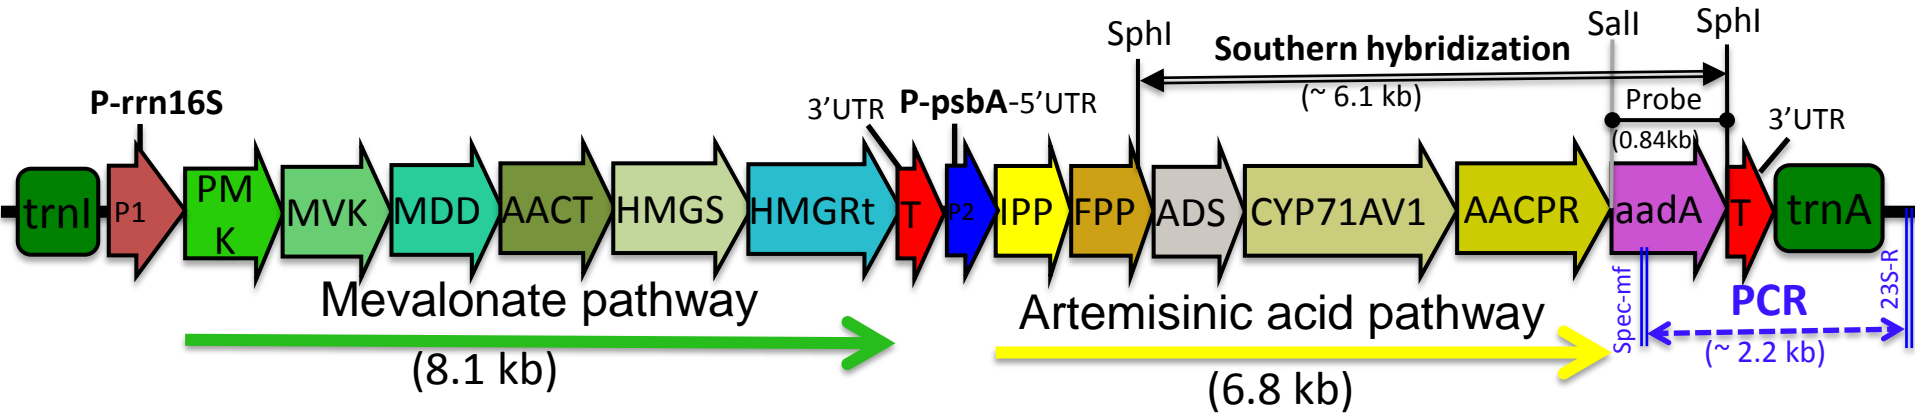 SphI
SalI
SphI
Southern hybridization
(~ 6.1 kb)
P-rrn16S
3’UTR
P-psbA-5’UTR
Probe
(0.84kb)
3’UTR
trnI
P1
PM
K
MVK
MDD
AACT
HMGS
HMGRt
T
P2
IPP
FPP
ADS
CYP71AV1
AACPR
aadA
T
trnA
Mevalonate pathway
(8.1 kb)
Artemisinic acid pathway
(6.8 kb)
Spec-mf
PCR
(~ 2.2 kb)
23S-R